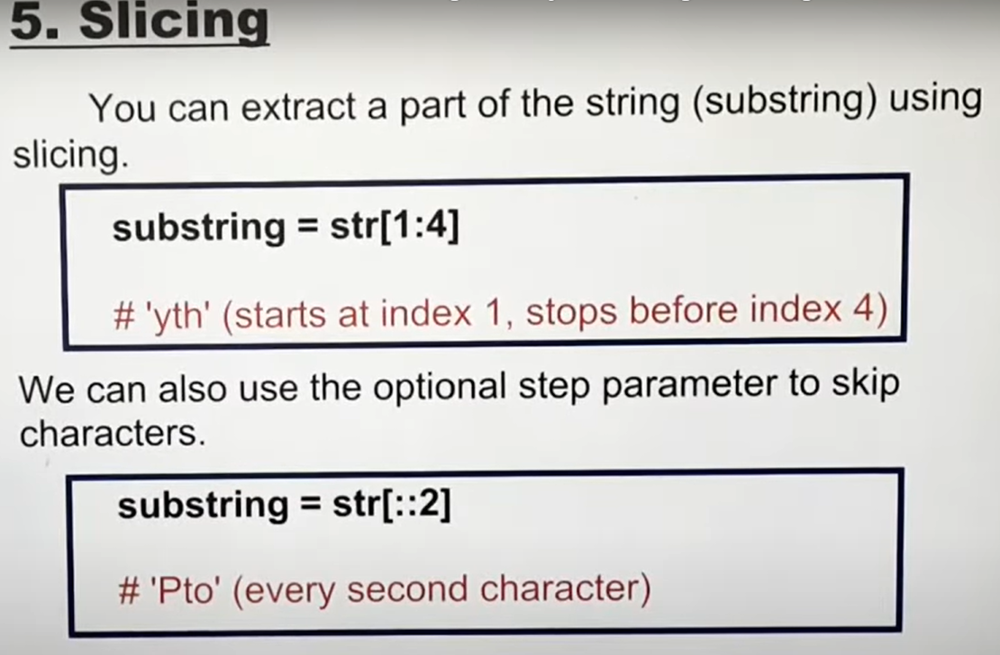 5. Slicing
You can extract a part of the string (substring) using
slicing.
substring = str[1:4]
# 'yth' (starts at index 1, stops before index 4)
We can also use the optional step parameter to skip
characters.
substring = str[::2]
# 'Pto' (every second character)